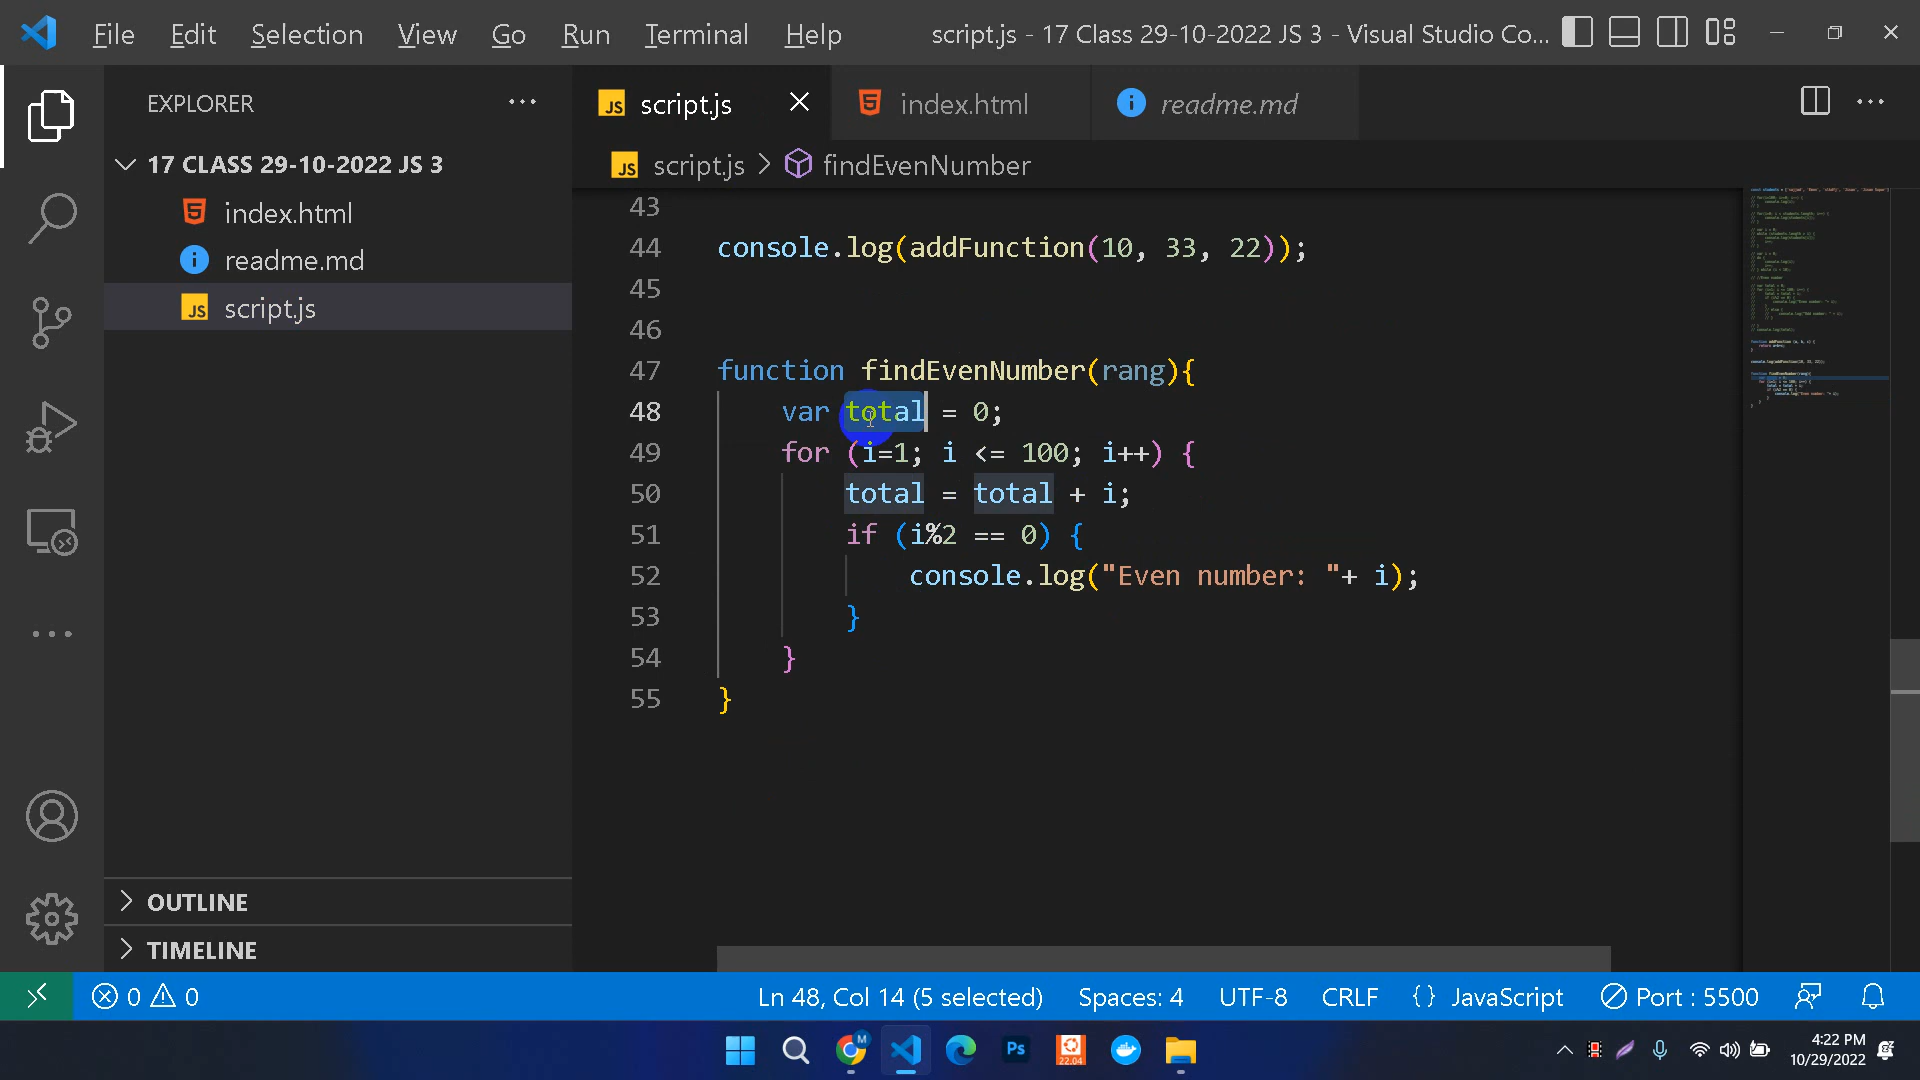 File Edit Selection View Go Run Terminal Help script.js - 17 Class 29-10-2022 JS 3 - Visual Studio Co...
EXPLORER
17 CLASS 29-10-2022 JS 3
index.html
readme.md
script.js
OUTLINE
TIMELINE
script.js index.html readme.md
script.js > findEvenNumber
43
44 console.log(addFunction(10, 33, 22));
45
46
47 function findEvenNumber(rang){
48 var total = 0;
49 for (i=1; i <= 100; i++) {
50 total = total + i;
51 if (i%2 == 0) {
52 console.log("Even number: "+ i);
53 }
54 }
55 }
0 0 Ln 48, Col 14 (5 selected) Spaces: 4 UTF-8 CRLF {} JavaScript Port : 5500
M
Ps
22.04
4:22 PM
10/29/2022